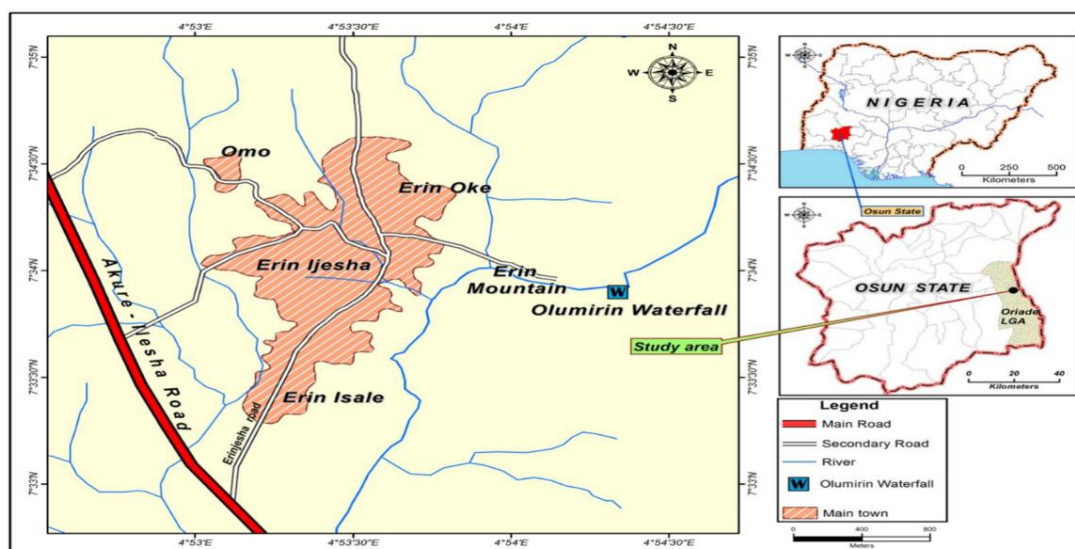 4°53'E 4°53'30"E 4°54'E 4°54'30"E
7°35'N
7°34'30"N
7°34'N
7°33'30"N
7°33'N
N
W E
S
Omo
Erin Oke
Erin Ijesha
Erin
Mountain
Olumirin Waterfall
W
Erin Isale
Akure - Ilesha Road
Erinjesha road
4°53'E 4°53'30"E 4°54'E 4°54'30"E
7°35'N
7°34'30"N
7°34'N
7°33'30"N
7°33'N
NIGERIA
0 250 500
Kilometers
Osun State
OSUN STATE
Oriade
LGA
Study area
0 20 40
Kilometers
Legend
Main Road
Secondary Road
River
W Olumirin Waterfall
Main town
0 400 800
Meters